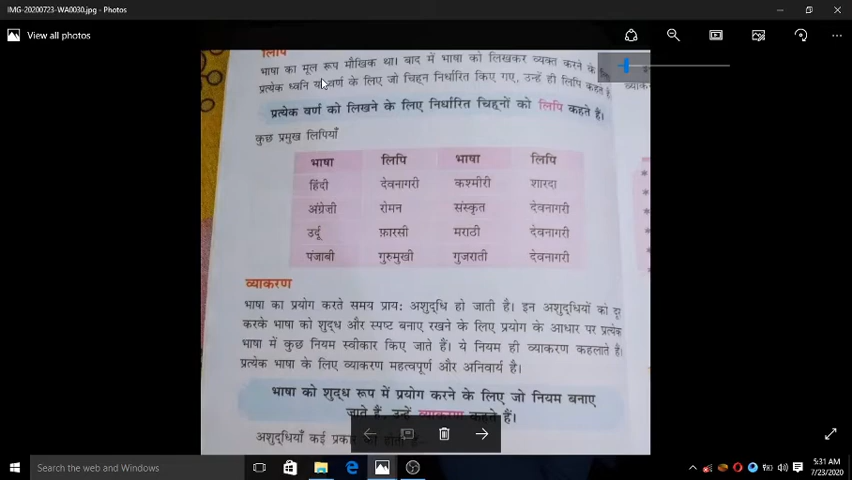 IMG-20200723-WA0030.jpg - Photos
View all photos
लिपि
भाषा का मूल रूप मौखिक था। बाद में भाषा को लिखकर व्यक्त करने के
प्रत्येक ध्वनि या वर्ण के लिए जो चिह्न निर्धारित किए गए, उन्हें ही लिपि कहते हैं
प्रत्येक वर्ण को लिखने के लिए निर्धारित चिह्नों को लिपि कहते हैं।
कुछ प्रमुख लिपियाँ
भाषा लिपि भाषा लिपि
हिंदी देवनागरी कश्मीरी शारदा
अंग्रेज़ी रोमन संस्कृत देवनागरी
उर्दू फ़ारसी मराठी देवनागरी
पंजाबी गुरुमुखी गुजराती देवनागरी
व्याकरण
भाषा का प्रयोग करते समय प्राय: अशुद्धि हो जाती है। इन अशुद्धियों को दूर
करके भाषा को शुद्ध और स्पष्ट बनाए रखने के लिए प्रयोग के आधार पर प्रत्येक
भाषा में कुछ नियम स्वीकार किए जाते हैं। ये नियम ही व्याकरण कहलाते हैं।
प्रत्येक भाषा के लिए व्याकरण महत्वपूर्ण और अनिवार्य है।
भाषा को शुद्ध रूप में प्रयोग करने के लिए जो नियम बनाए
जाते हैं, उन्हें व्याकरण कहते हैं।
अशुद्धियाँ कई प्रकार की होती हैं-
Search the web and Windows
5:31 AM
7/23/2020